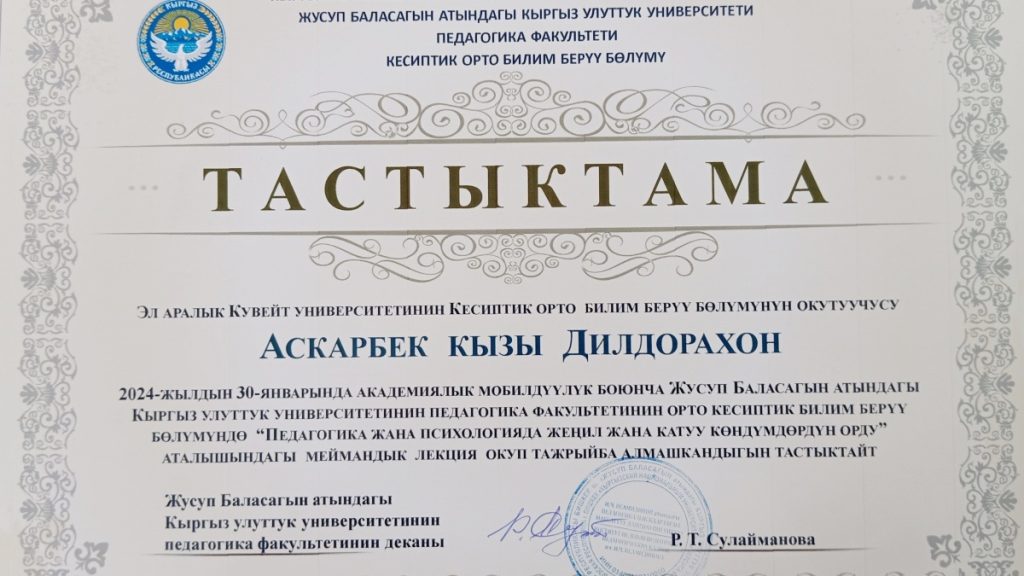 ЖУСУП БАЛАСАГЫН АТЫНДАГЫ КЫРГЫЗ УЛУТТУК УНИВЕРСИТЕТИ
ПЕДАГОГИКА ФАКУЛЬТЕТИ
КЕСИПТИК ОРТО БИЛИМ БЕРҮҮ БӨЛҮМҮ
КЫРГЫЗ
РЕСПУБЛИКАСЫ
ТАСТЫКТАМА
Эл аралык Кувейт университетинин Кесиптик орто билим берүү бөлүмүнүн окутуучусу
Аскарбек кызы Дилдорахон
2024-жылдын 30-январында академиялык мобилдүүлүк боюнча Жусуп Баласагын атындагы
Кыргыз улуттук университетинин педагогика факультетинин орто кесиптик билим берүү
бөлүмүндө “Педагогика жана психологияда жеңил жана катуу көндүмдөрдүн орду”
аталышындагы меймандык лекция окуп тажрыйба алмашкандыгын тастыктайт
Жусуп Баласагын атындагы
Кыргыз улуттук университетинин
педагогика факультетинин деканы
Р. Т. Сулайманова